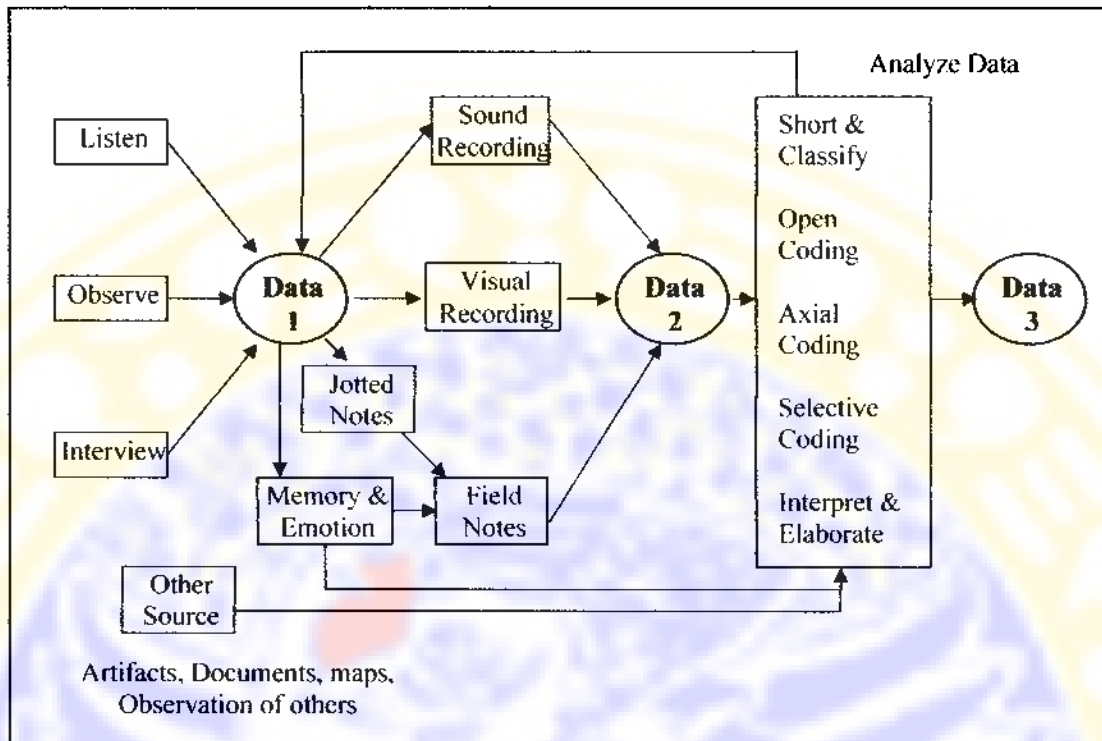 Analyze Data
Listen
Sound
Recording
Short &
Classify
Open
Coding
Observe
Data
1
Visual
Recording
Data
2
Data
3
Axial
Coding
Jotted
Notes
Interview
Selective
Coding
Memory &
Emotion
Field
Notes
Interpret &
Elaborate
Other
Source
Artifacts, Documents, maps,
Observation of others